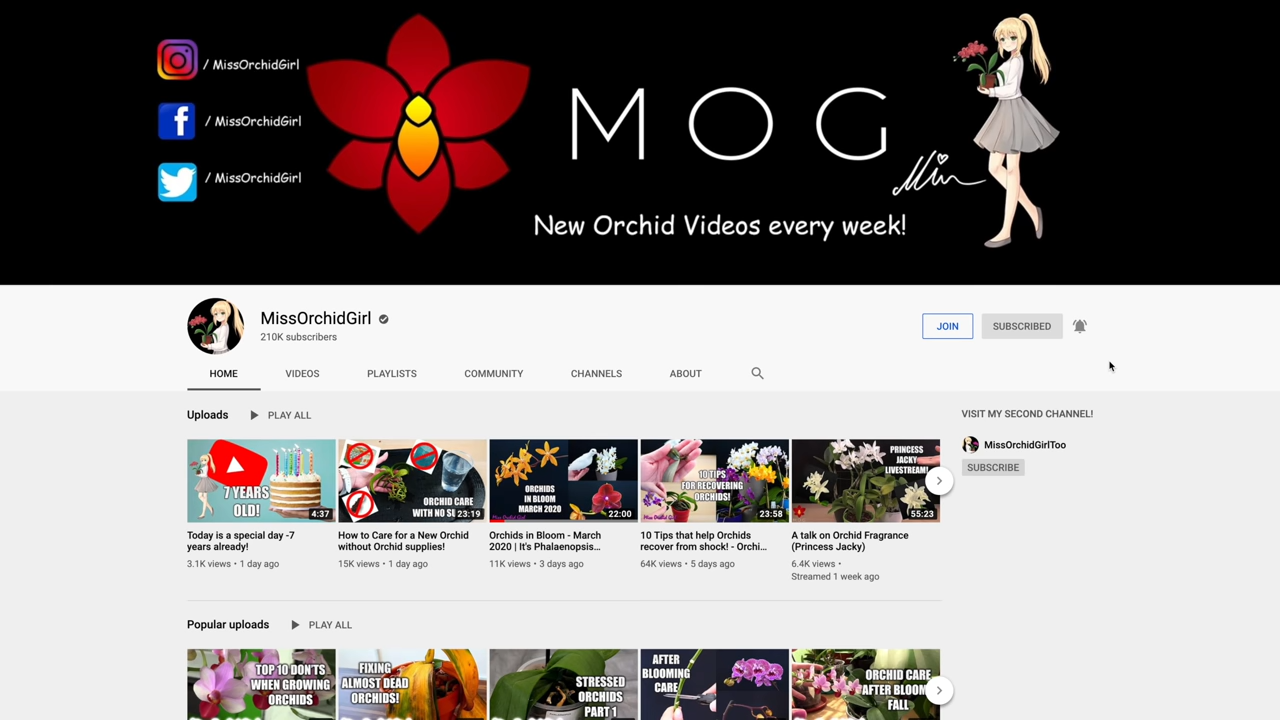 / MissOrchidGirl
/ MissOrchidGirl
/ MissOrchidGirl
MOG
New Orchid Videos every week!
MissOrchidGirl
210K subscribers
JOIN
SUBSCRIBED
HOME
VIDEOS
PLAYLISTS
COMMUNITY
CHANNELS
ABOUT
Uploads
PLAY ALL
VISIT MY SECOND CHANNEL!
MissOrchidGirlToo
SUBSCRIBE
7 YEARS
OLD!
4:37
ORCHID CARE
WITH NO
23:19
ORCHIDS
IN BLOOM
MARCH 2020
22:00
10 TIPS
FOR RECOVERING
ORCHIDS!
23:58
PRINCESS
JACKY
LIVESTREAM!
55:23
Today is a special day -7
years already!
3.1K views • 1 day ago
How to Care for a New Orchid
without Orchid supplies!
15K views • 1 day ago
Orchids in Bloom - March
2020 | It's Phalaenopsis...
11K views • 3 days ago
10 Tips that help Orchids
recover from shock! - Orchi...
64K views • 5 days ago
A talk on Orchid Fragrance
(Princess Jacky)
6.4K views •
Streamed 1 week ago
Popular uploads
PLAY ALL
TOP 10 DON'TS
WHEN GROWING
ORCHIDS
FIXING
ALMOST DEAD
ORCHIDS!
STRESSED
ORCHIDS
PART 1
AFTER
BLOOMING
CARE
ORCHID CARE
AFTER BLOOM
FALL